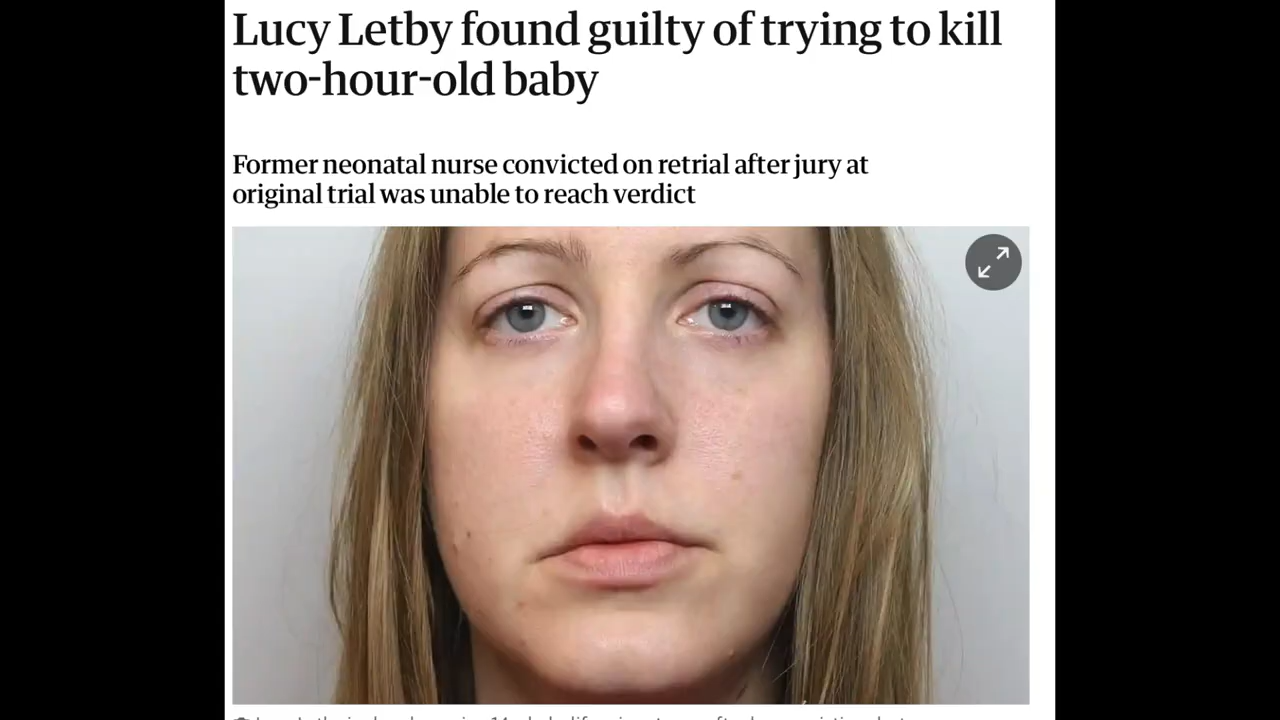 Lucy Letby found guilty of trying to kill
two-hour-old baby
Former neonatal nurse convicted on retrial after jury at
original trial was unable to reach verdict